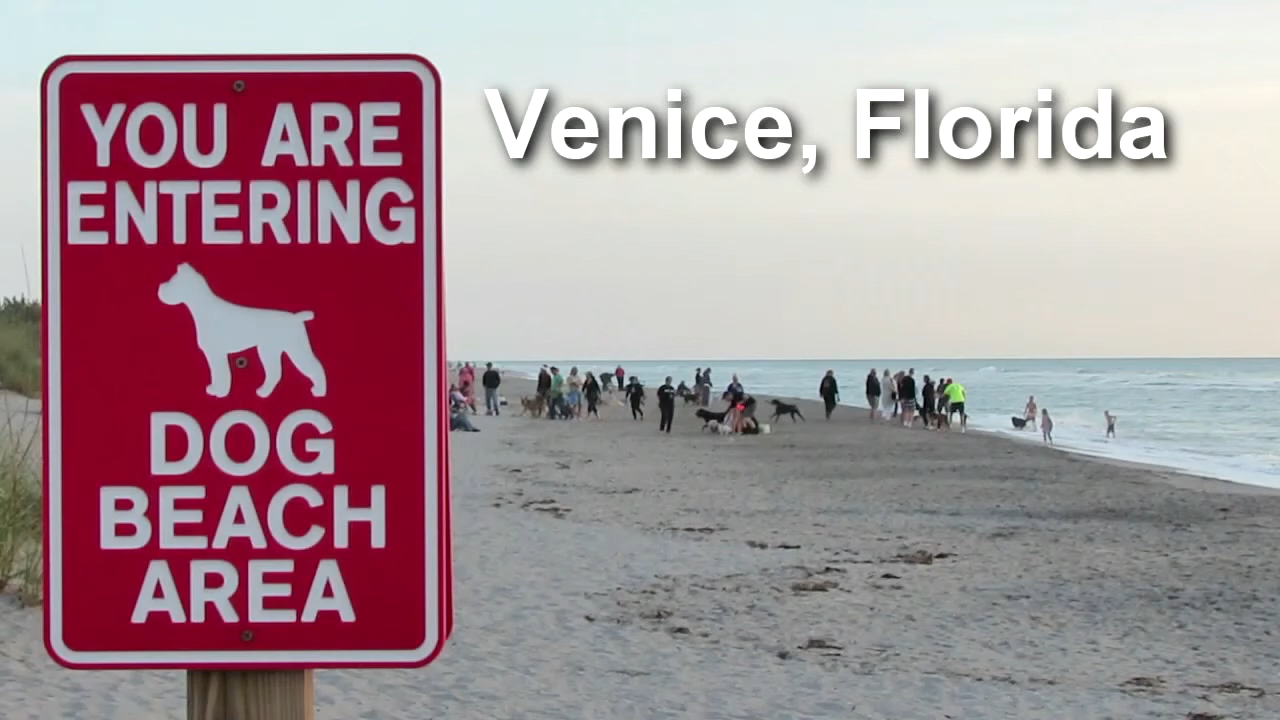 YOU ARE
ENTERING
DOG
BEACH
AREA
Venice, Florida